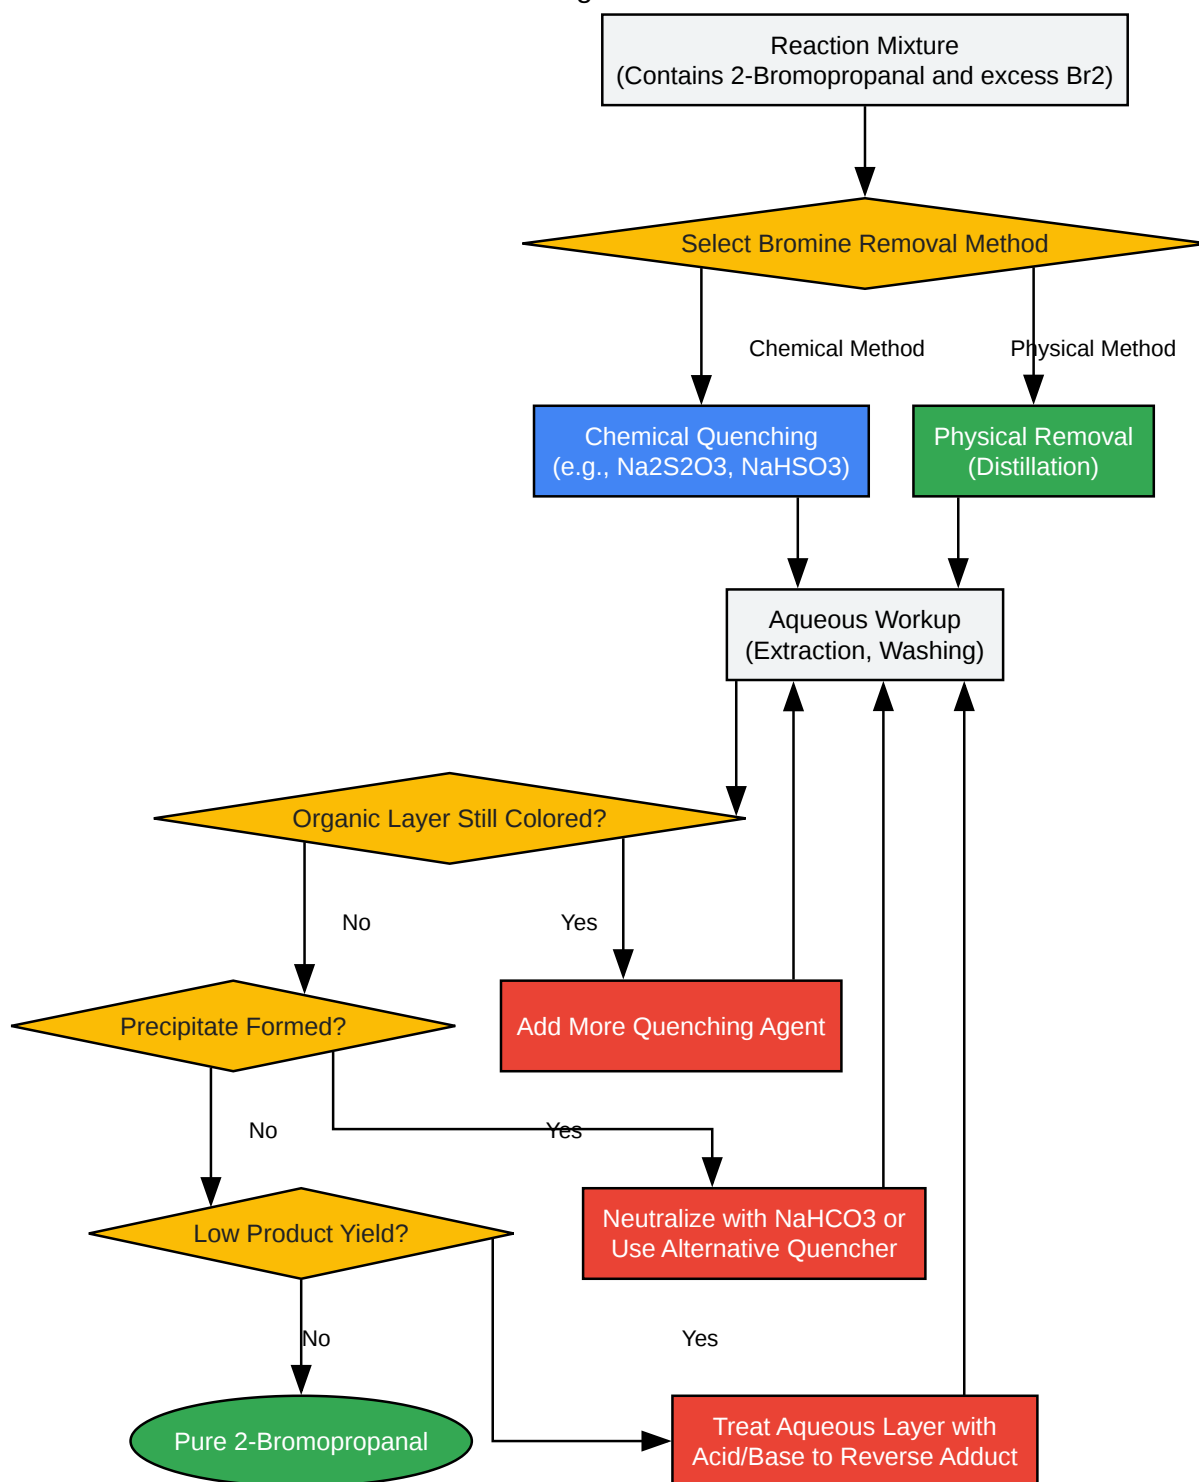 Reaction Mixture
(Contains 2-Bromopropanal and excess Br2)
Select Bromine Removal Method
Chemical Method
Physical Method
Chemical Quenching
(e.g., Na2S2O3, NaHSO3)
Physical Removal
(Distillation)
Aqueous Workup
(Extraction, Washing)
Organic Layer Still Colored?
No
Yes
Precipitate Formed?
Add More Quenching Agent
No
Yes
Low Product Yield?
Neutralize with NaHCO3 or
Use Alternative Quencher
No
Yes
Pure 2-Bromopropanal
Treat Aqueous Layer with
Acid/Base to Reverse Adduct